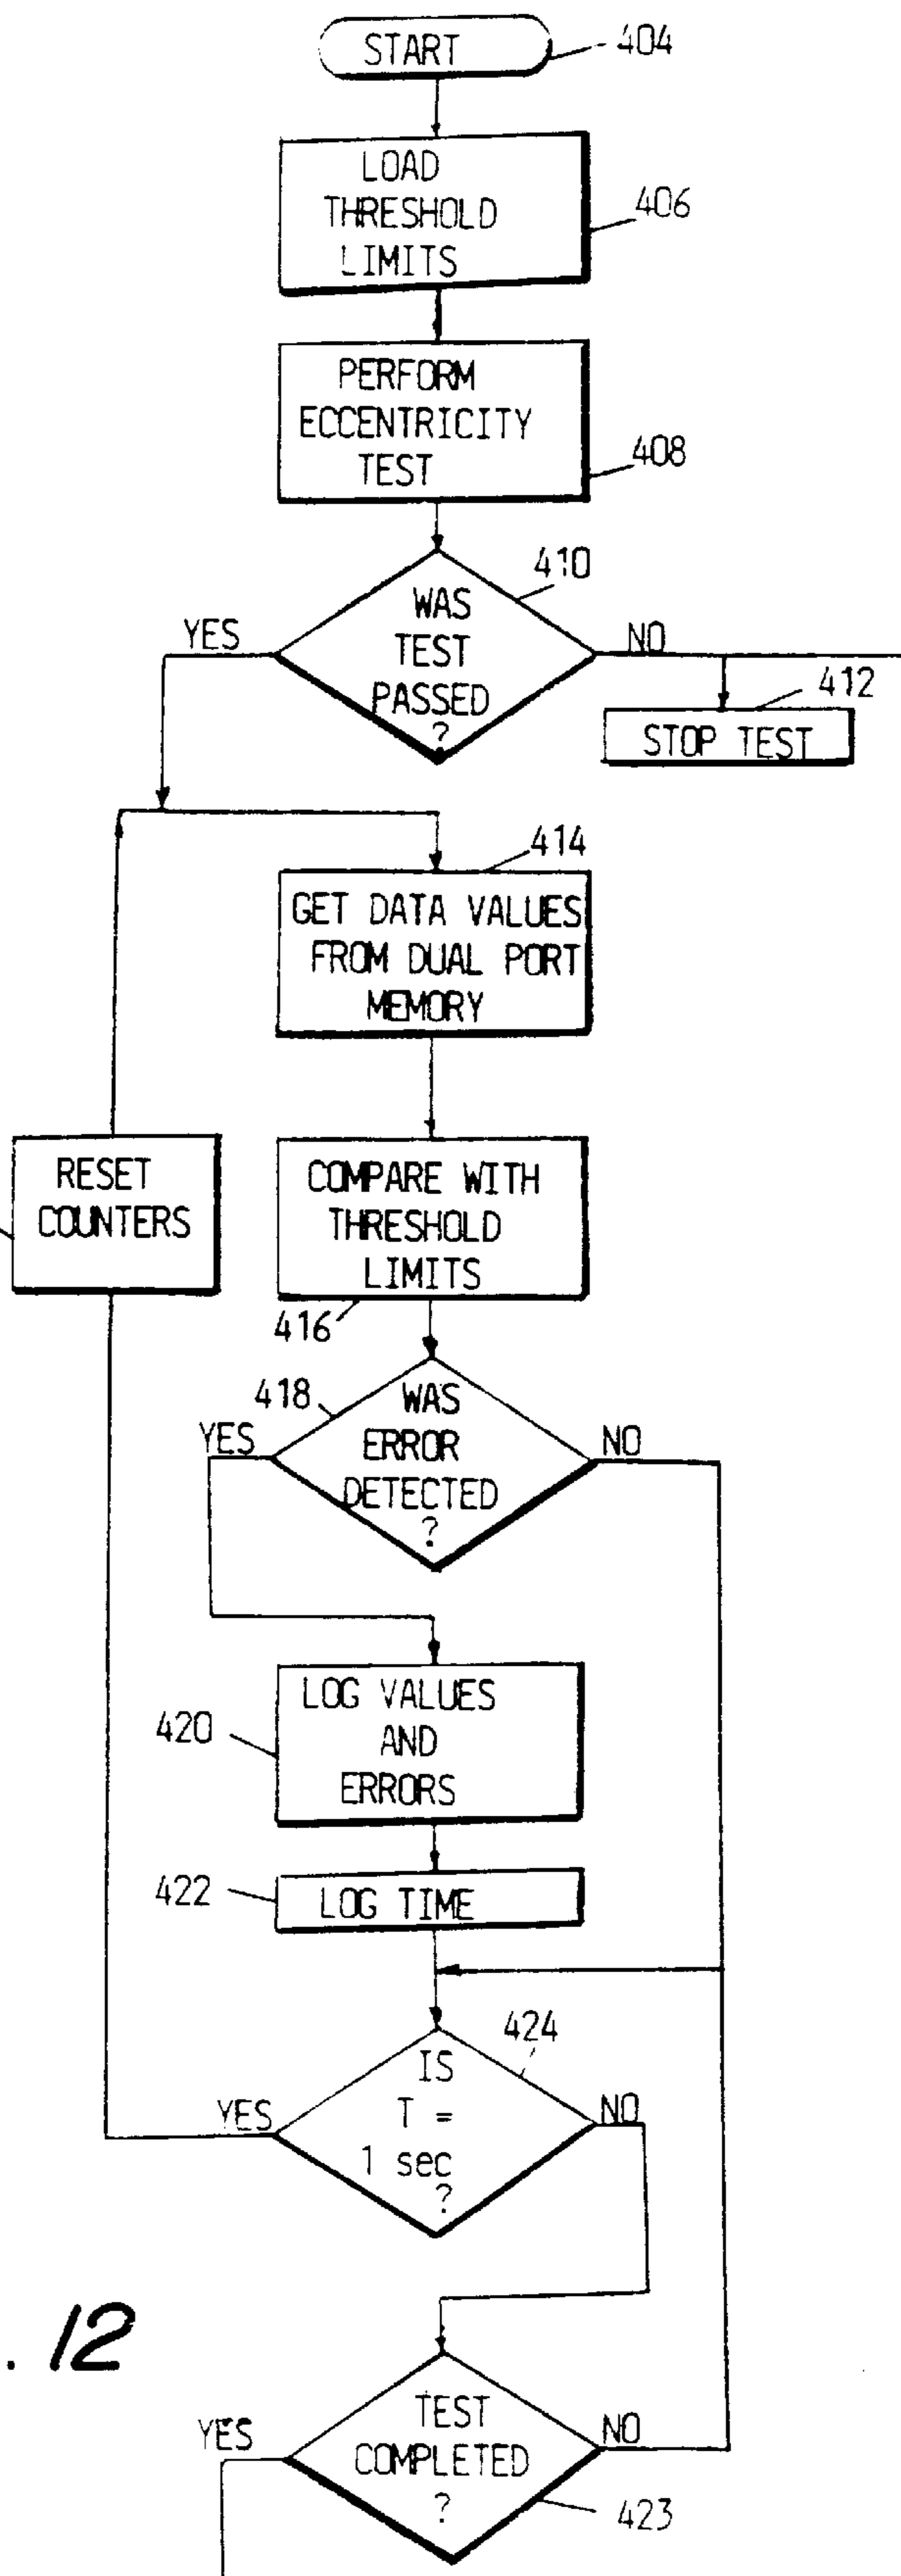 START
404
LOAD
THRESHOLD
LIMITS
406
PERFORM
ECCENTRICITY
TEST
408
410
WAS
TEST
PASSED
?
YES
NO
412
STOP TEST
414
GET DATA VALUES
FROM DUAL PORT
MEMORY
RESET
COUNTERS
COMPARE WITH
THRESHOLD
LIMITS
416
418
WAS
ERROR
DETECTED
?
YES
NO
LOG VALUES
AND
ERRORS
420
422
LOG TIME
424
IS
T =
1 sec
?
YES
NO
. 12
TEST
COMPLETED
?
YES
NO
423